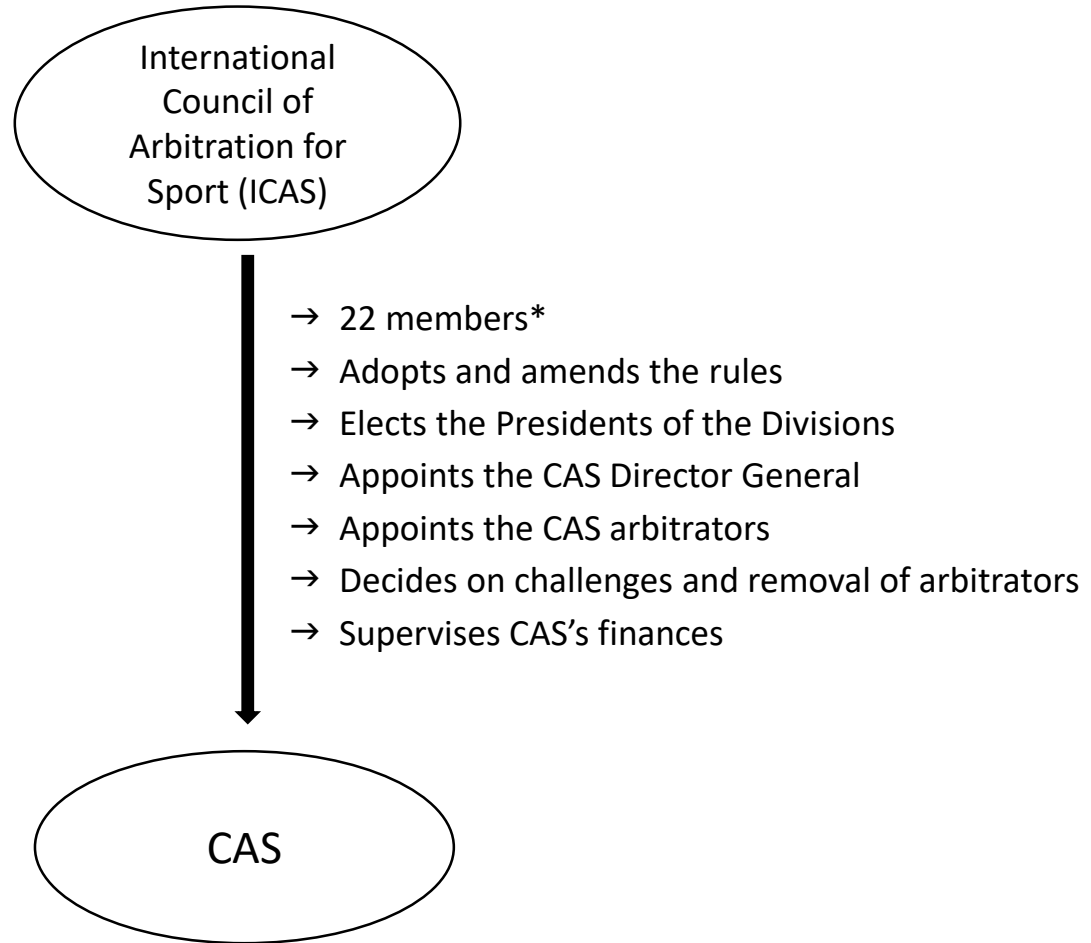 International
Council of
Arbitration for
Sport (ICAS)
→ 22 members*
→ Adopts and amends the rules
→ Elects the Presidents of the Divisions
→ Appoints the CAS Director General
→ Appoints the CAS arbitrators
→ Decides on challenges and removal of arbitrators
→ Supervises CAS’s finances
CAS